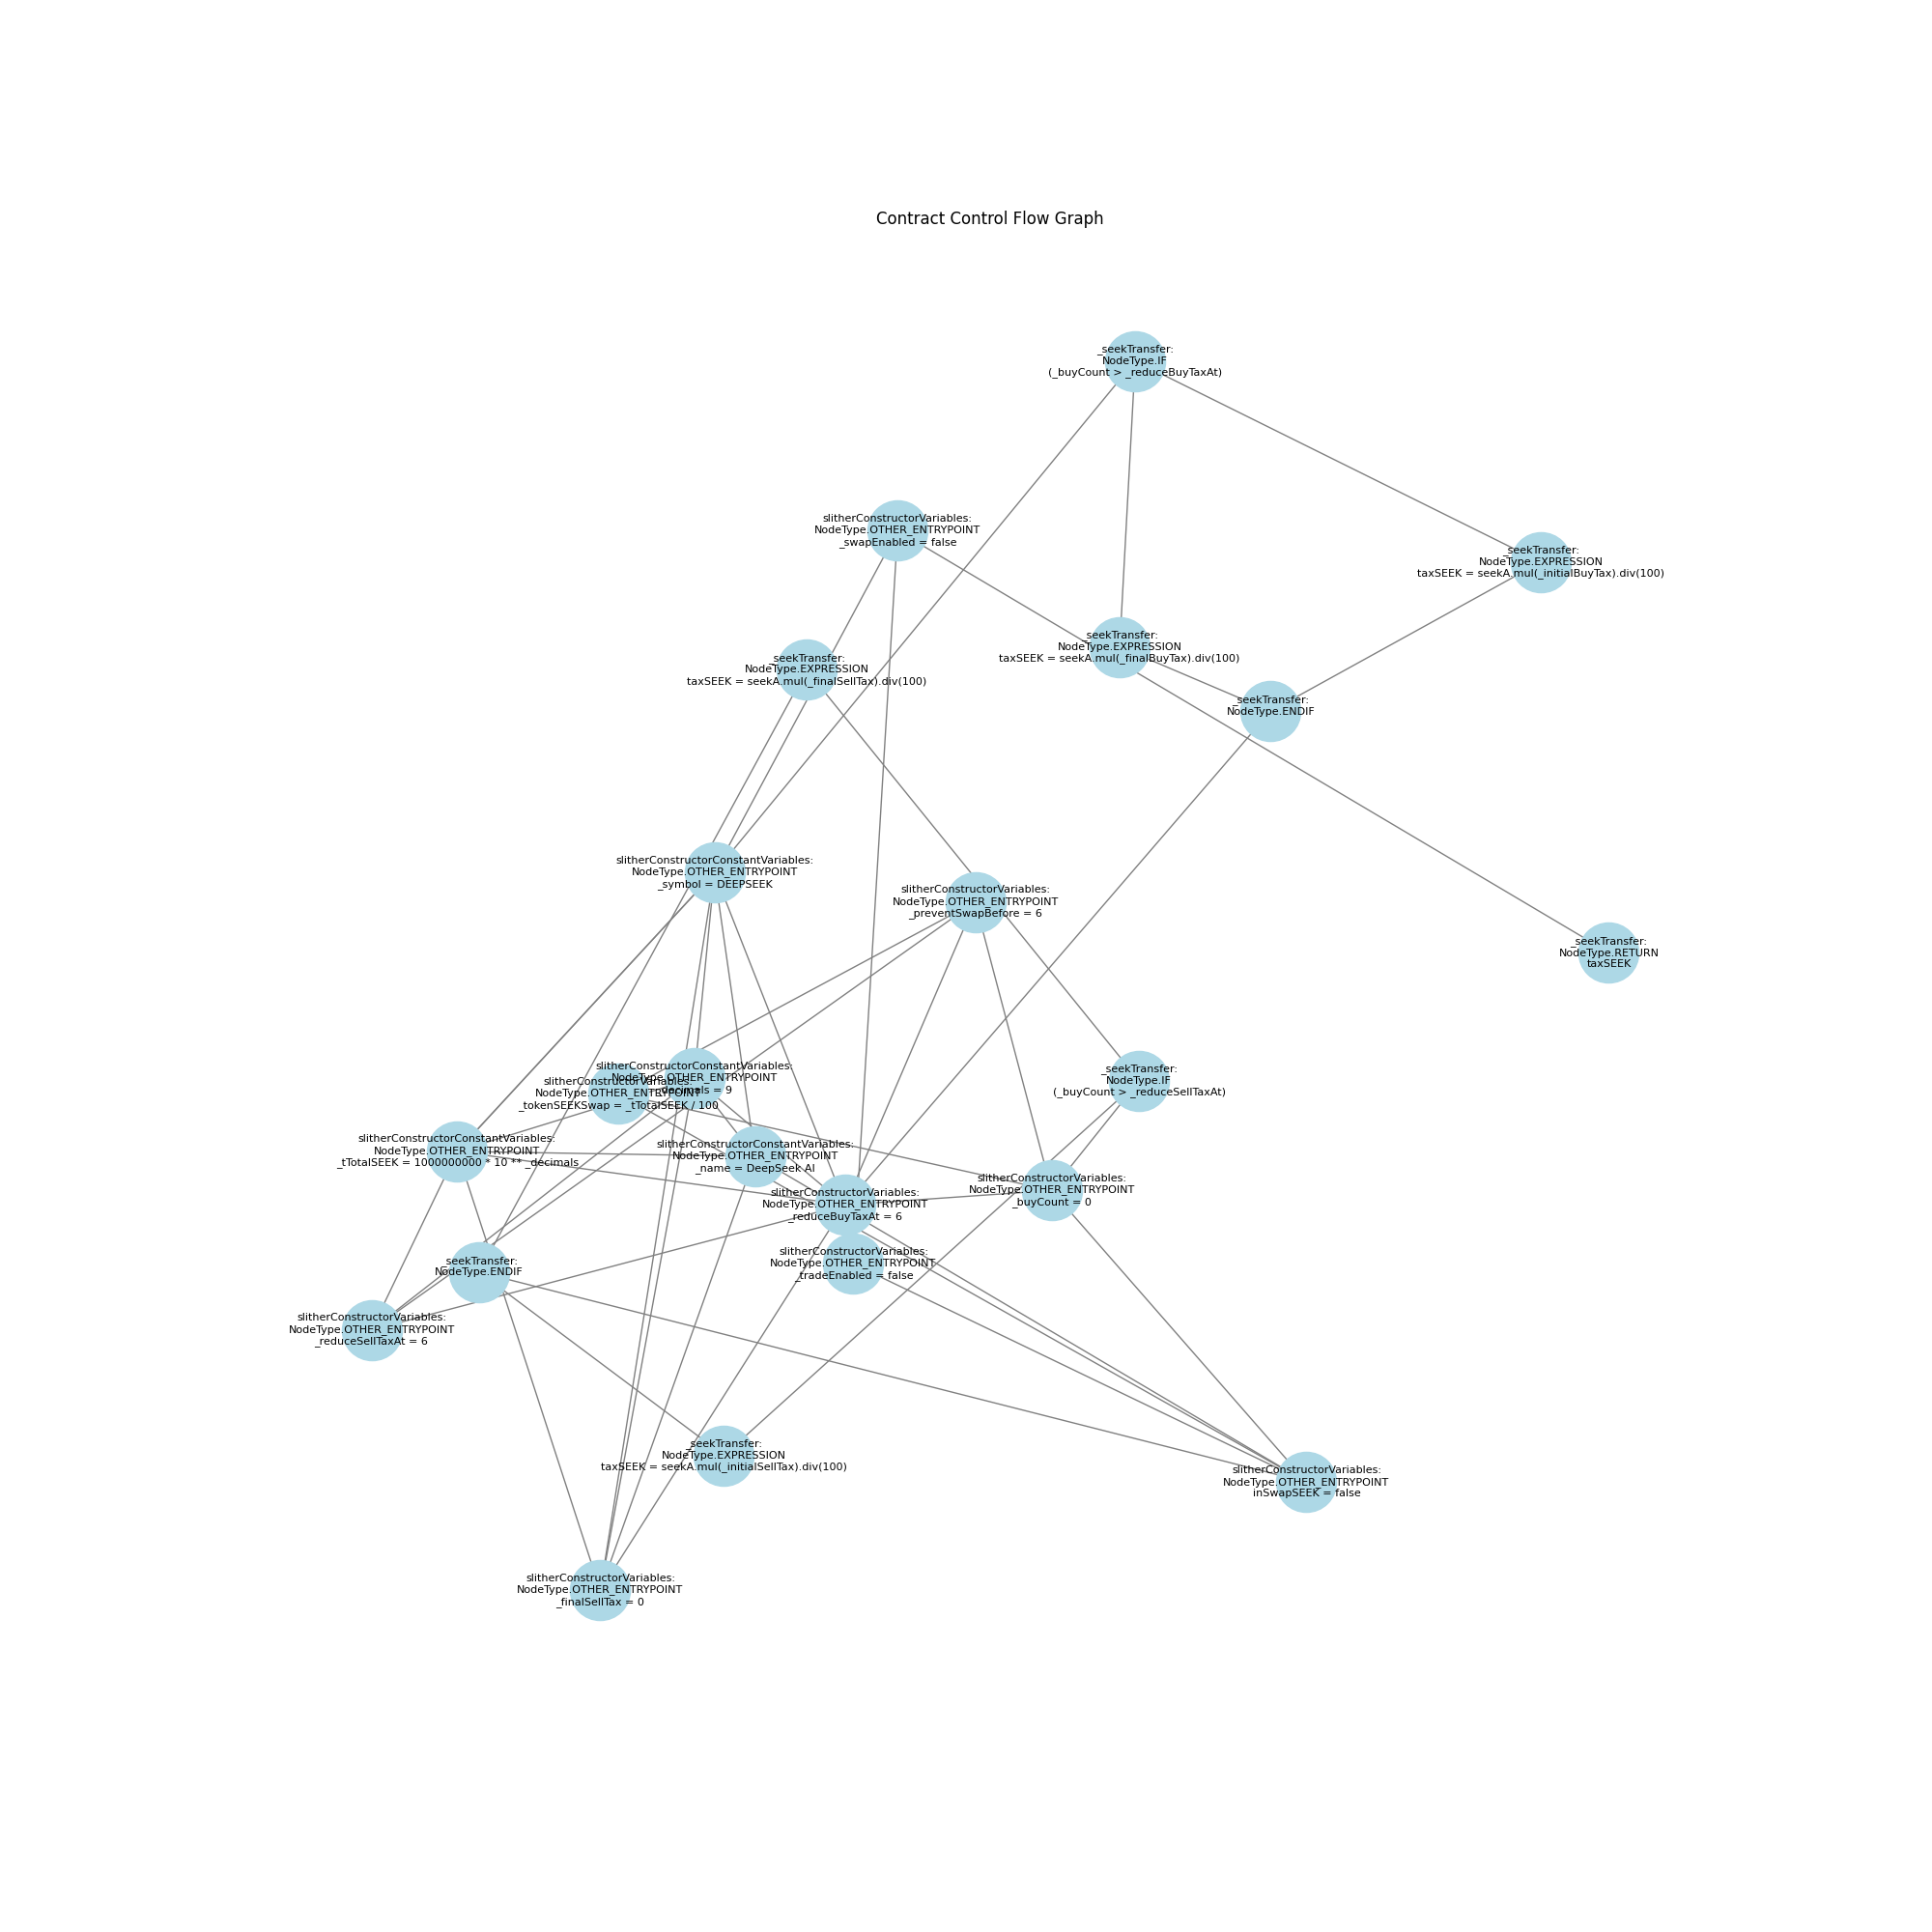 Contract Control Flow Graph
_seekTransfer:
NodeType.IF
(_buyCount > _reduceBuyTaxAt)
slitherConstructorVariables:
NodeType.OTHER_ENTRYPOINT
_swapEnabled = false
_seekTransfer:
NodeType.EXPRESSION
taxSEEK = seekA.mul(_initialBuyTax).div(100)
_seekTransfer:
NodeType.EXPRESSION
taxSEEK = seekA.mul(_finalBuyTax).div(100)
_seekTransfer:
NodeType.EXPRESSION
taxSEEK = seekA.mul(_finalSellTax).div(100)
_seekTransfer:
NodeType.ENDIF
slitherConstructorConstantVariables:
NodeType.OTHER_ENTRYPOINT
_symbol = DEEPSEEK
slitherConstructorVariables:
NodeType.OTHER_ENTRYPOINT
_preventSwapBefore = 6
_seekTransfer:
NodeType.RETURN
taxSEEK
slitherConstructorConstantVariables:
NodeType.OTHER_ENTRYPOINT
_decimals = 9
slitherConstructorVariables:
NodeType.OTHER_ENTRYPOINT
_tokenSEEKSwap = _tTotalSEEK / 100
_seekTransfer:
NodeType.IF
(_buyCount > _reduceSellTaxAt)
slitherConstructorConstantVariables:
NodeType.OTHER_ENTRYPOINT
_tTotalSEEK = 1000000000 * 10 ** _decimals
slitherConstructorConstantVariables:
NodeType.OTHER_ENTRYPOINT
_name = DeepSeek AI
slitherConstructorVariables:
NodeType.OTHER_ENTRYPOINT
_buyCount = 0
slitherConstructorVariables:
NodeType.OTHER_ENTRYPOINT
_reduceBuyTaxAt = 6
slitherConstructorVariables:
NodeType.OTHER_ENTRYPOINT
_tradeEnabled = false
_seekTransfer:
NodeType.ENDIF
slitherConstructorVariables:
NodeType.OTHER_ENTRYPOINT
_reduceSellTaxAt = 6
_seekTransfer:
NodeType.EXPRESSION
taxSEEK = seekA.mul(_initialSellTax).div(100)
slitherConstructorVariables:
NodeType.OTHER_ENTRYPOINT
inSwapSEEK = false
slitherConstructorVariables:
NodeType.OTHER_ENTRYPOINT
_finalSellTax = 0